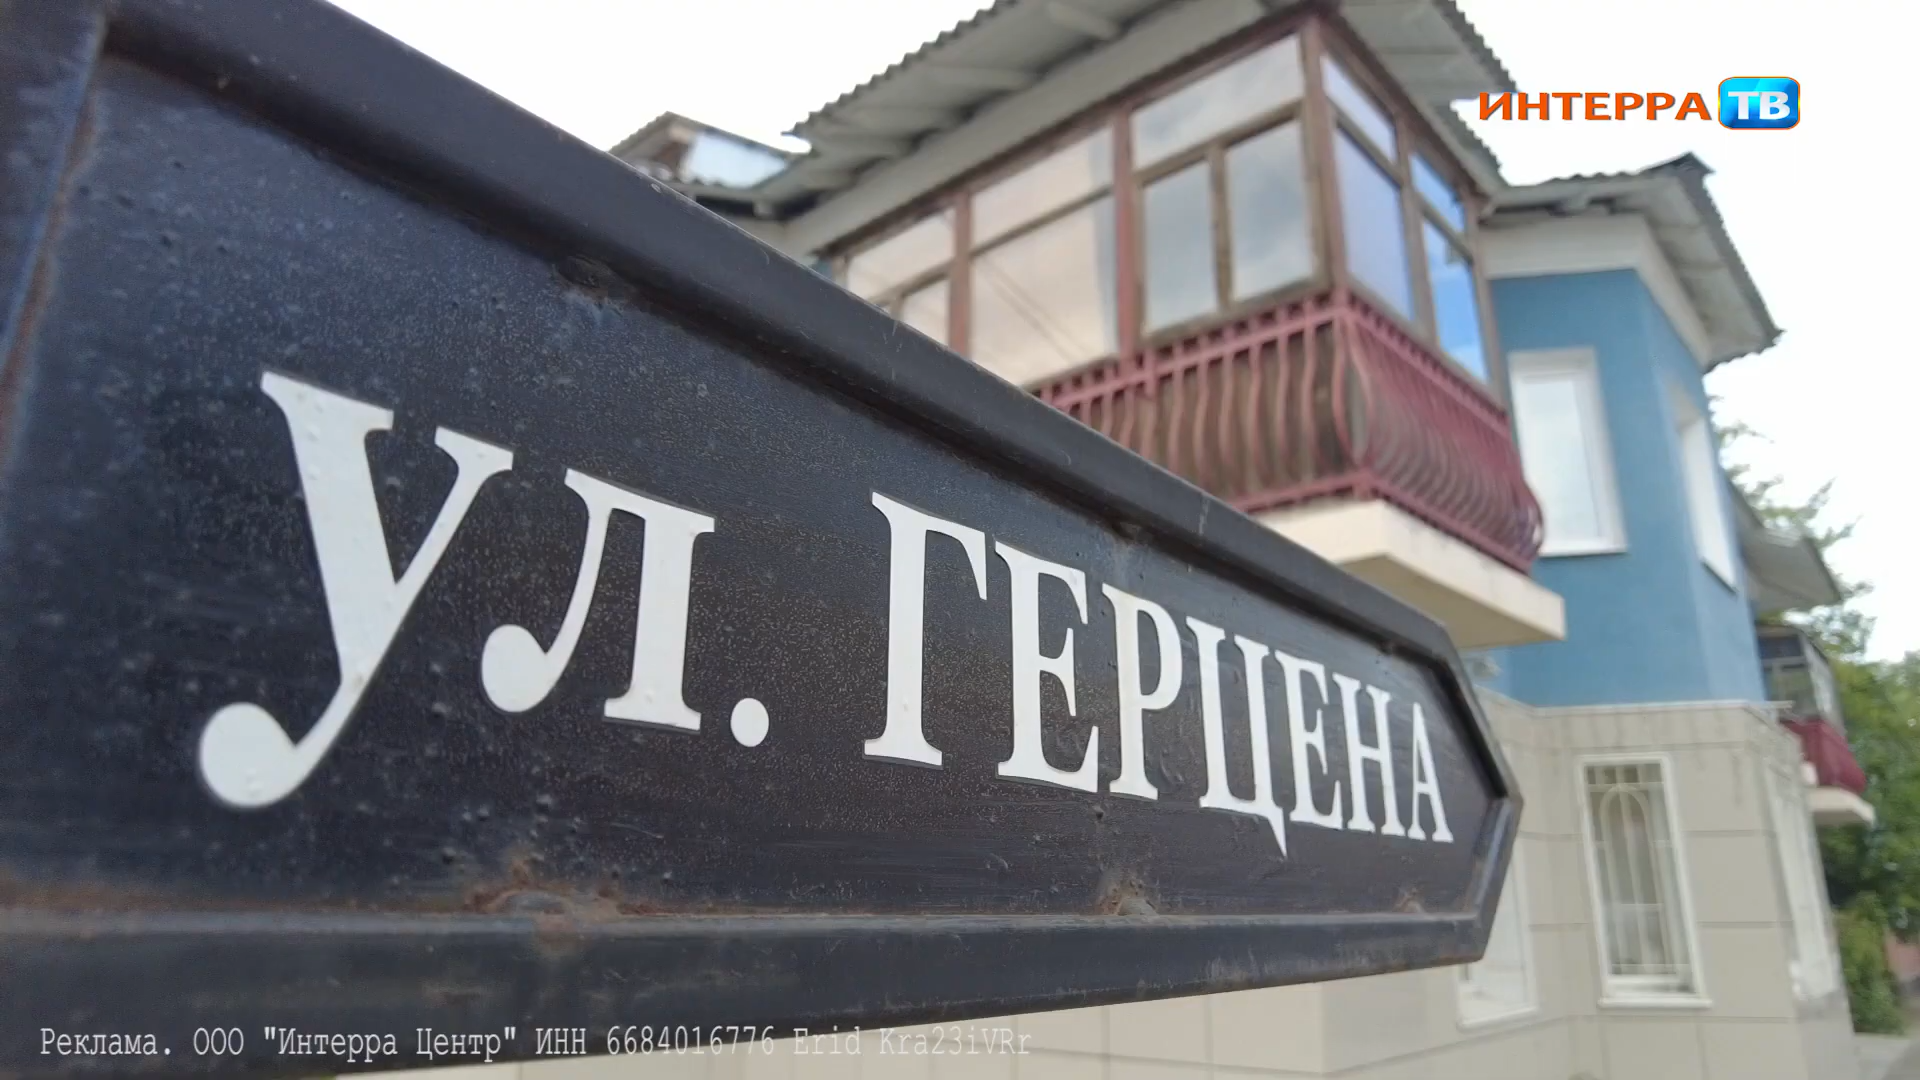 ИНТЕРРА ТВ
ул. ГЕРЦЕНА
Реклама. ООО "Интерра Центр" ИНН 6684016776 Erid Kra23iVRr